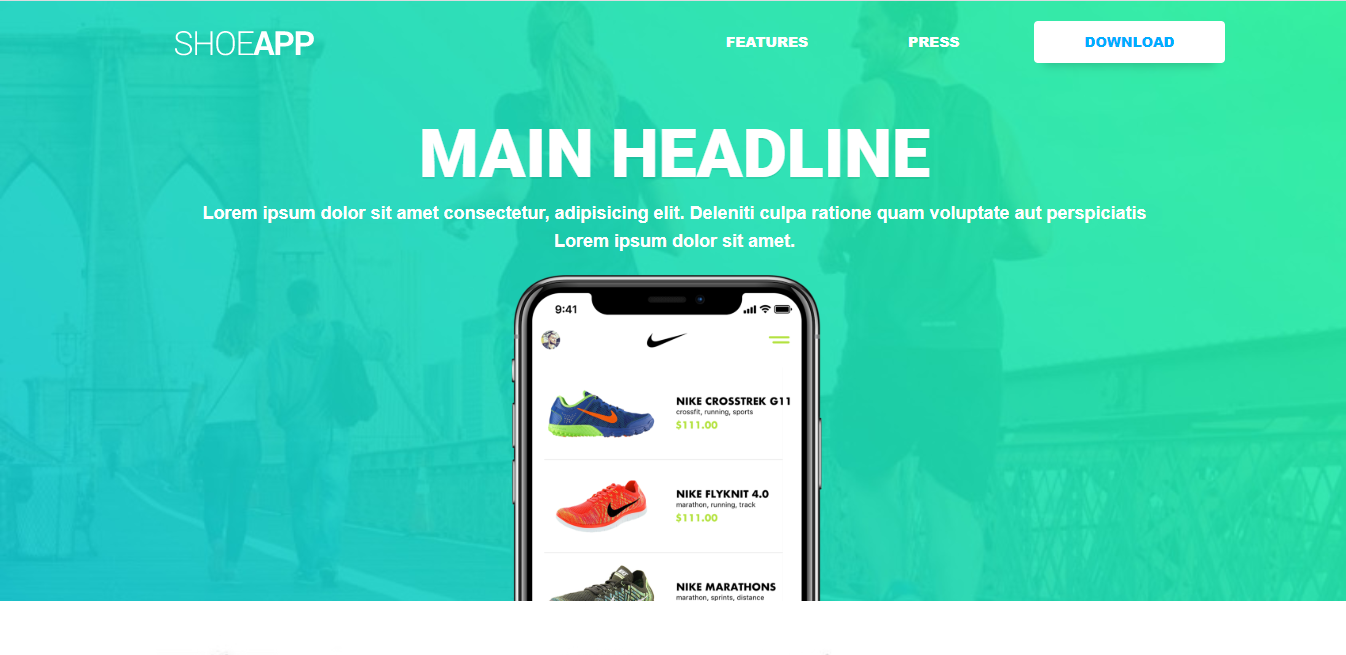 SHOEAPP
FEATURES
PRESS
DOWNLOAD
MAIN HEADLINE
Lorem ipsum dolor sit amet consectetur, adipisicing elit. Deleniti culpa ratione quam voluptate aut perspiciatis
Lorem ipsum dolor sit amet.
9:41
NIKE CROSSTREK G11
crossfit, running, sports
$111.00
NIKE FLYKNIT 4.0
marathon, running, track
$111.00
NIKE MARATHONS
marathon, sprints, distance